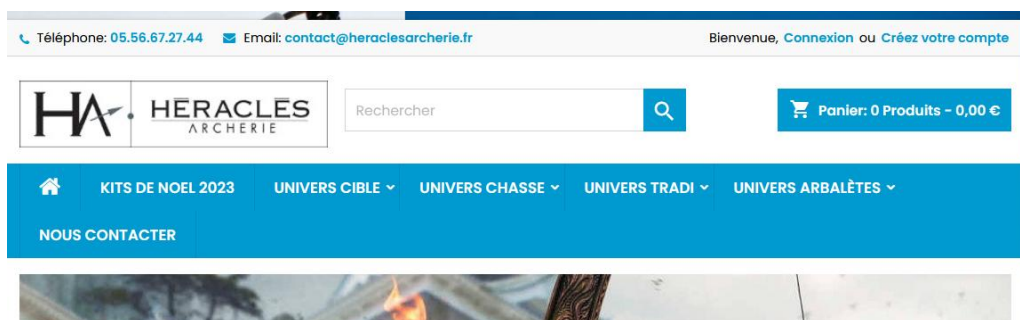 Téléphone: 05.56.67.27.44 Email: contact@heraclesarcherie.fr Bienvenue, Connexion ou Créez votre compte
HA HĒRACLĒS
ARCHERIE
Rechercher
Panier: 0 Produits - 0,00 €
KITS DE NOEL 2023 UNIVERS CIBLE UNIVERS CHASSE UNIVERS TRADI UNIVERS ARBALÈTES
NOUS CONTACTER